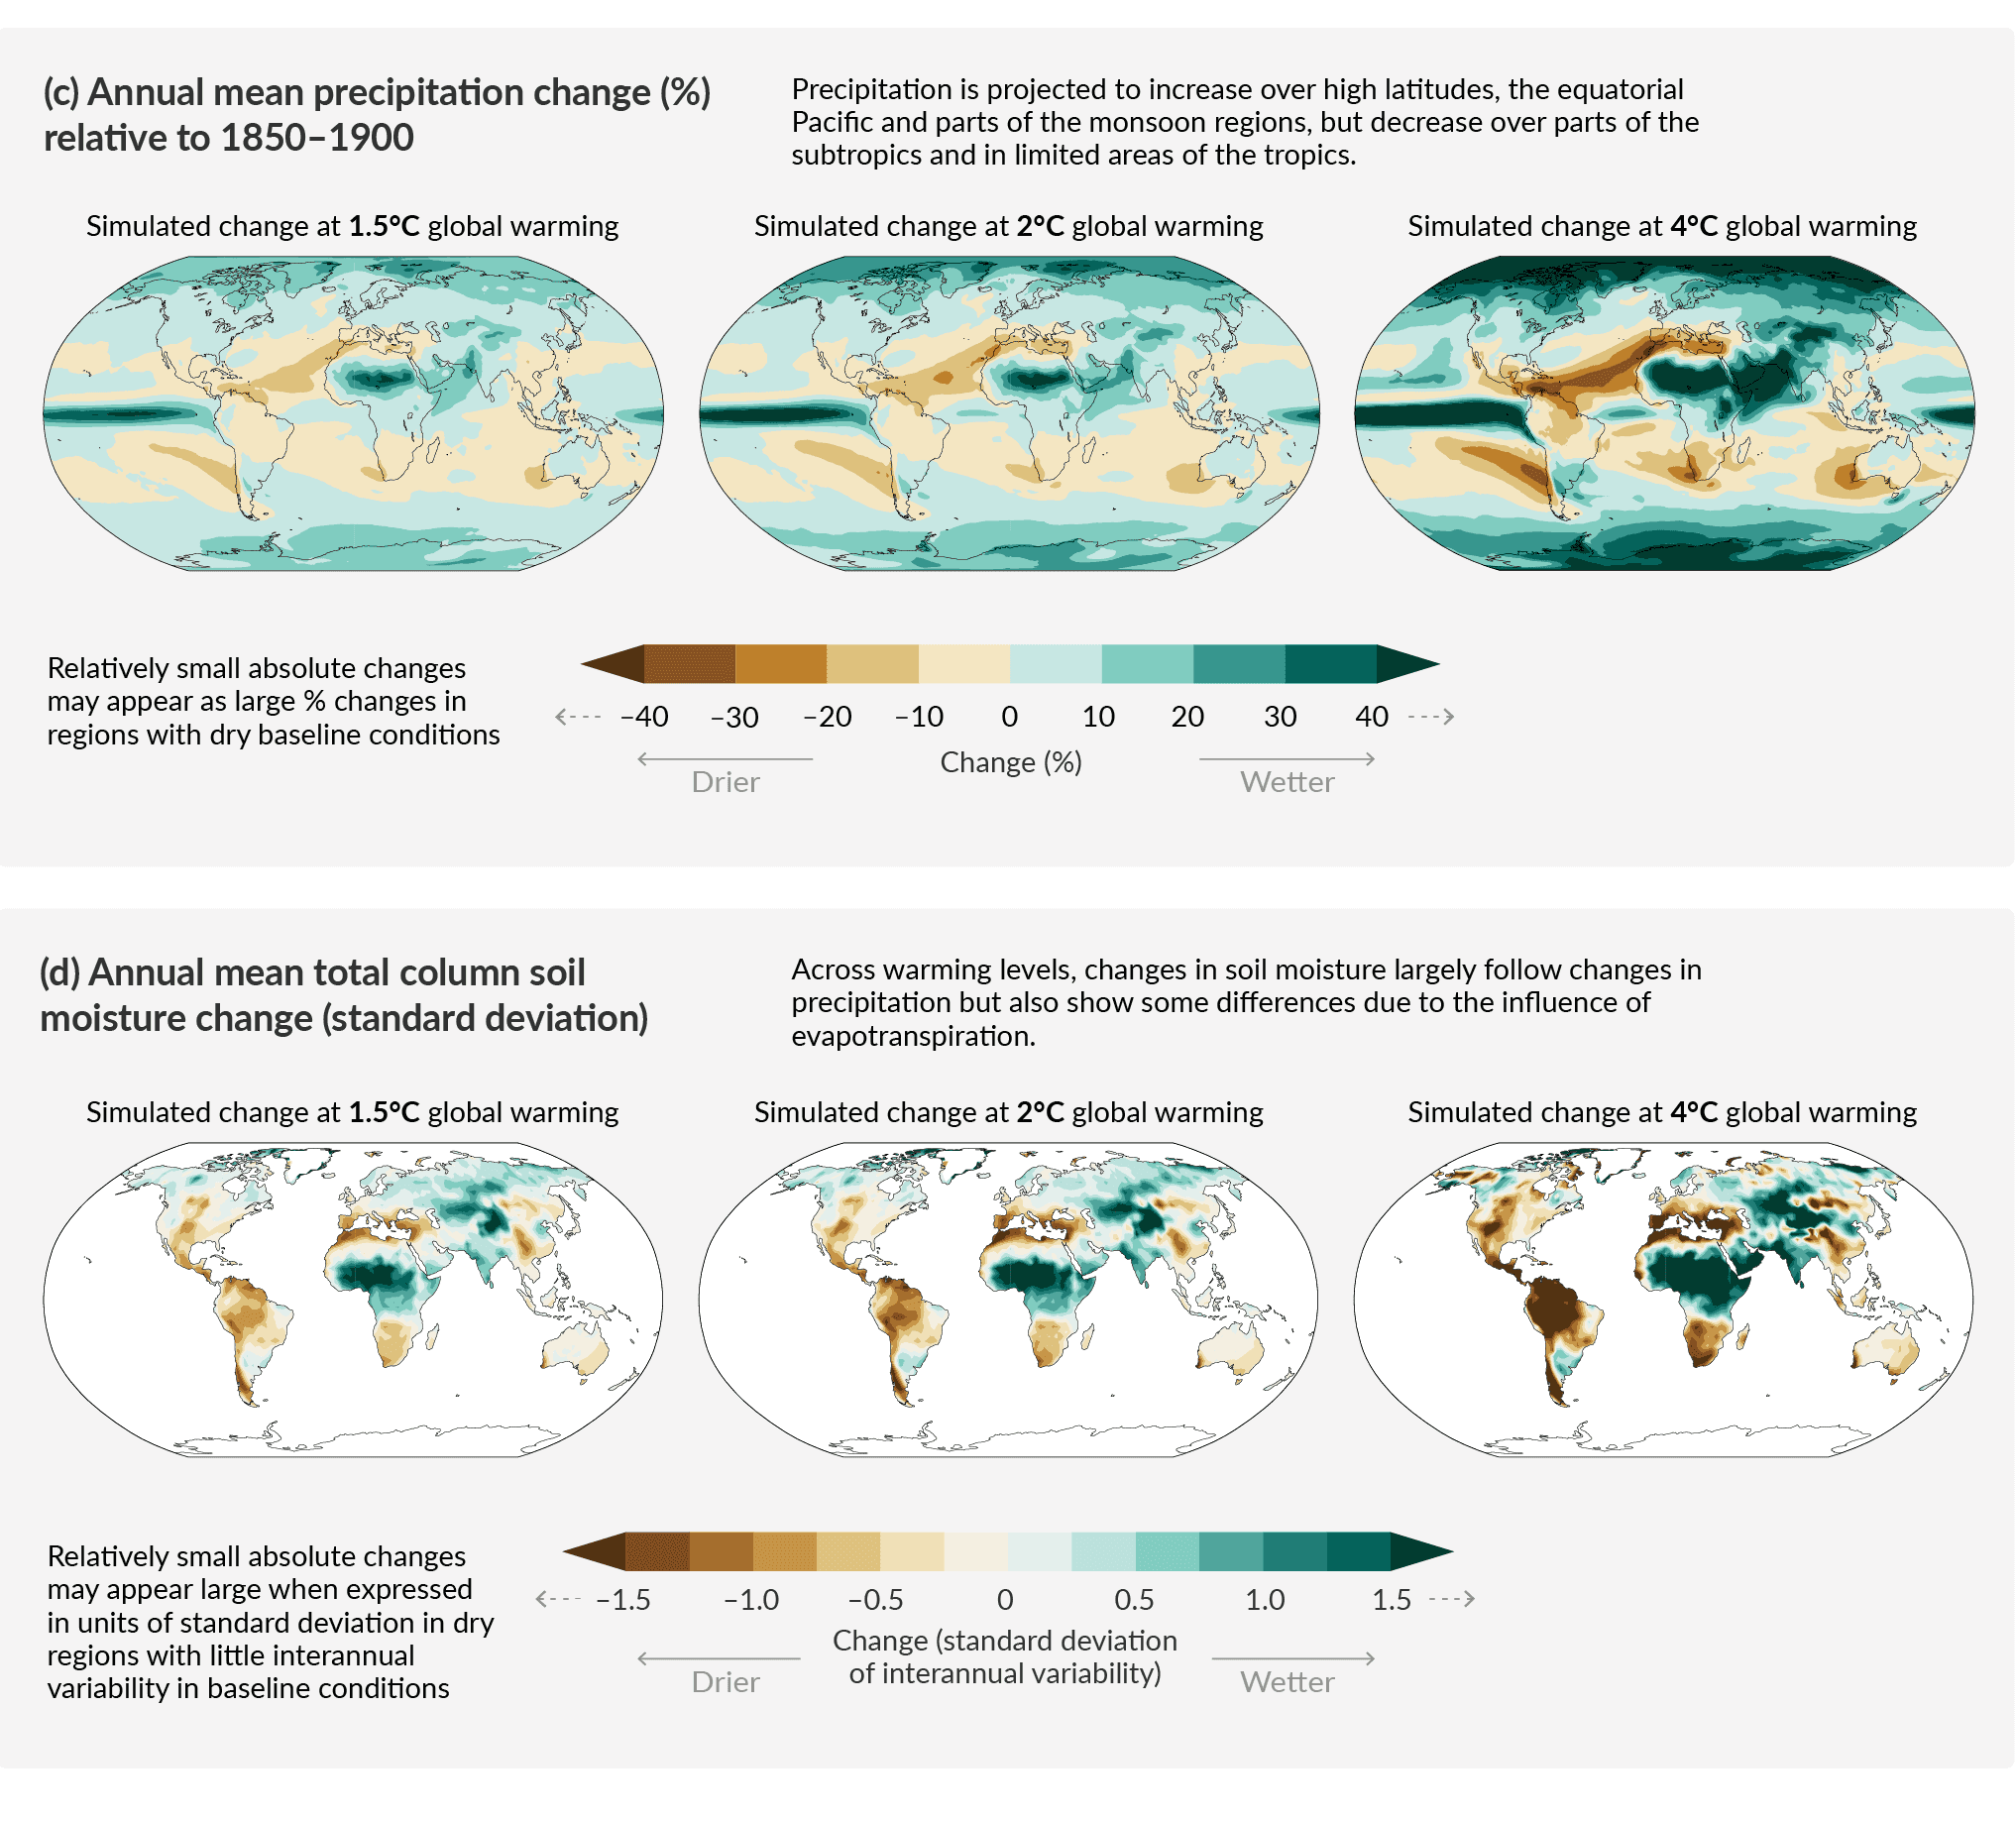 (c) Annual mean precipitation change (%)
relative to 1850–1900
Precipitation is projected to increase over high latitudes, the equatorial
Pacific and parts of the monsoon regions, but decrease over parts of the
subtropics and in limited areas of the tropics.
Simulated change at 1.5°C global warming
Simulated change at 2°C global warming
Simulated change at 4°C global warming
Relatively small absolute changes
may appear as large % changes in
regions with dry baseline conditions
–40 –30 –20 –10 0 10 20 30 40
Change (%)
Drier
Wetter
(d) Annual mean total column soil
moisture change (standard deviation)
Across warming levels, changes in soil moisture largely follow changes in
precipitation but also show some differences due to the influence of
evapotranspiration.
Simulated change at 1.5°C global warming
Simulated change at 2°C global warming
Simulated change at 4°C global warming
Relatively small absolute changes
may appear large when expressed
in units of standard deviation in dry
regions with little interannual
variability in baseline conditions
–1.5 –1.0 –0.5 0 0.5 1.0 1.5
Change (standard deviation
of interannual variability)
Drier
Wetter